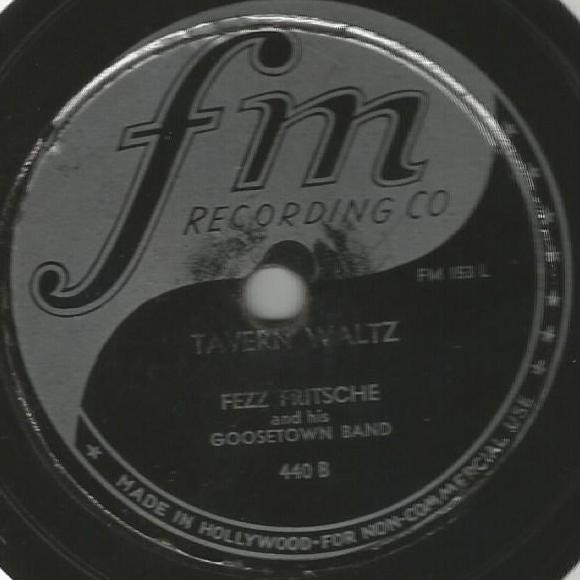 fm
RECORDING CO
FM 153 L
TAVERN WALTZ
FEZZ FRITSCHE
and his
GOOSETOWN BAND
440 B
MADE IN HOLLYWOOD-FOR NON-COMMERCIAL USE